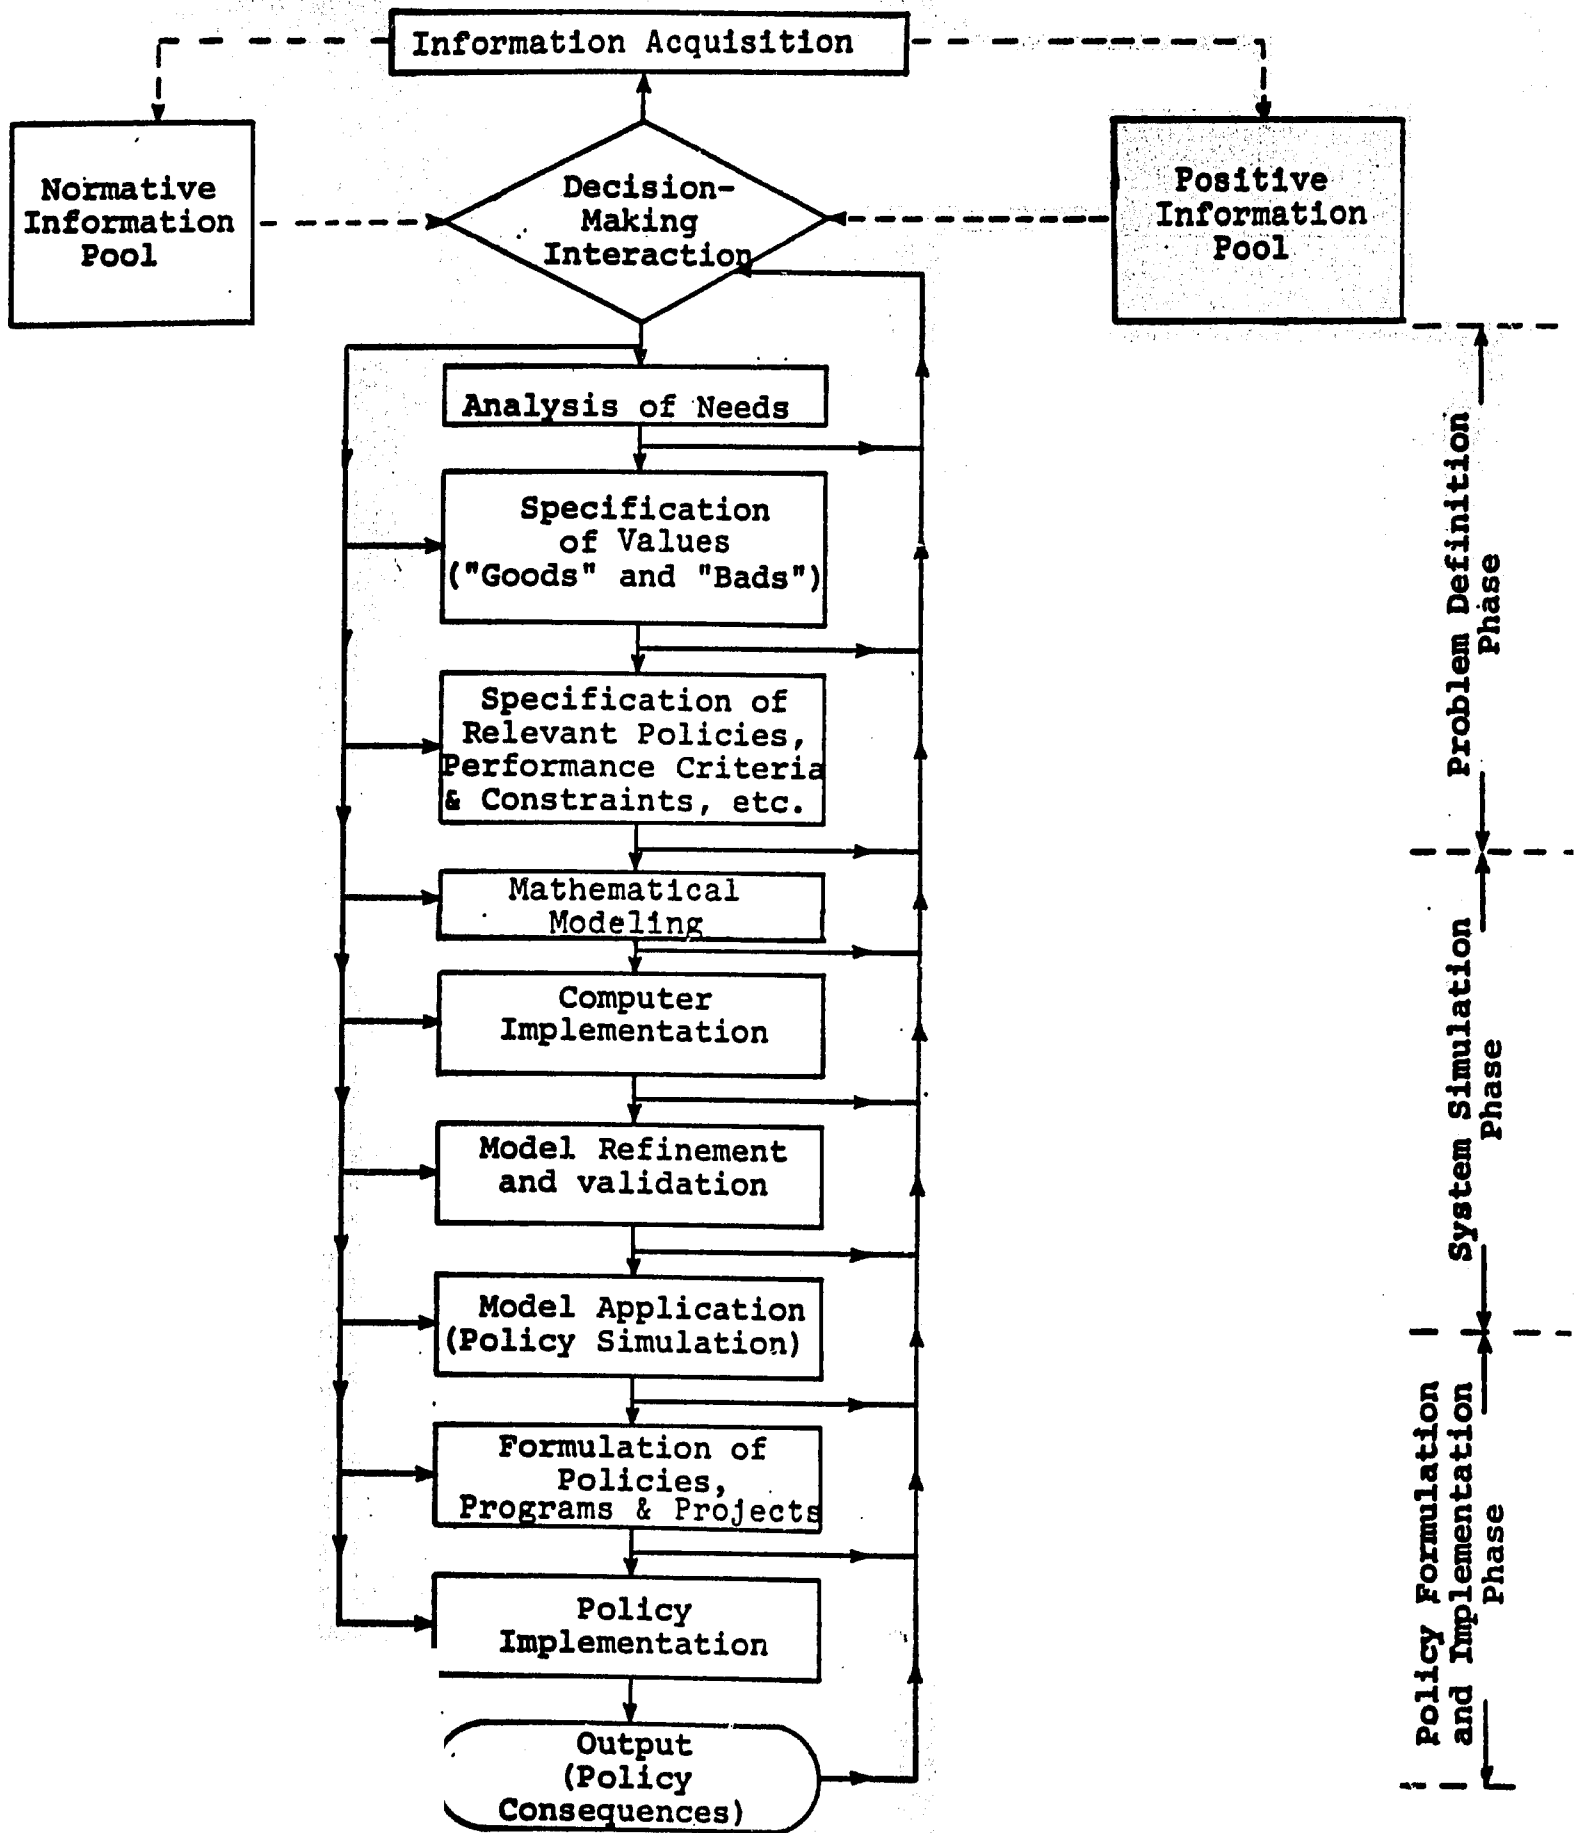 Information Acquisition
Normative
Information
Pool
Decision-
Making
Interaction
Positive
Information
Pool
Analysis of Needs
Specification
of Values
("Goods" and "Bads")
Specification of
Relevant Policies,
Performance Criteria
& Constraints, etc.
Mathematical
Modeling
Computer
Implementation
Model Refinement
and validation
Model Application
(Policy Simulation)
Formulation of
Policies,
Programs & Projects
Policy
Implementation
Output
(Policy
Consequences)
Problem Definition
Phase
System Simulation
Phase
Policy Formulation
and Implementation
Phase